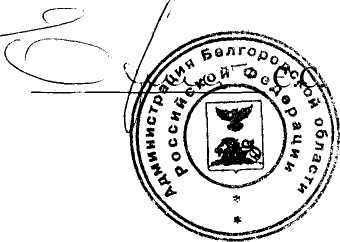 Администрация Белгородской области
Российской Федерации